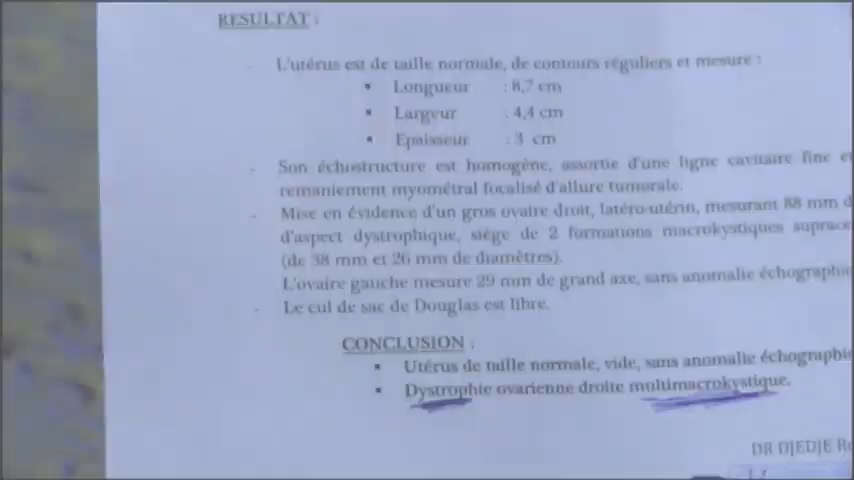 RESULTAT :
- L'utérus est de taille normale, de contours réguliers et mesure :
▪ Longueur : 8,7 cm
▪ Largeur : 4,4 cm
▪ Epaisseur : 3 cm
- Son échostructure est homogène, assortie d'une ligne cavitaire fine et
remaniement myométral focalisé d'allure tumorale.
- Mise en évidence d'un gros ovaire droit, latéro-utérin, mesurant 88 mm d
d'aspect dystrophique, siège de 2 formations macrokystiques suprace
(de 38 mm et 26 mm de diamètres).
L'ovaire gauche mesure 29 mm de grand axe, sans anomalie échographi
- Le cul de sac de Douglas est libre.
CONCLUSION :
▪ Utérus de taille normale, vide, sans anomalie échographi
▪ Dystrophie ovarienne droite multimacrokystique.
DR DJEDJE R